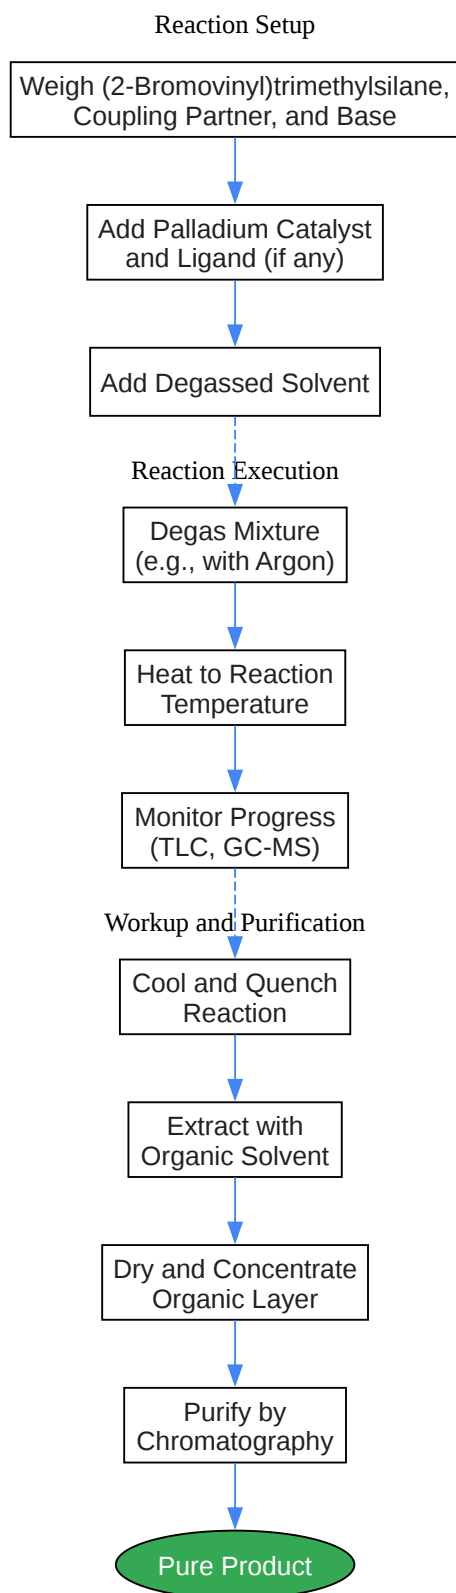 Reaction Setup
Weigh (2-Bromovinyl)trimethylsilane,
Coupling Partner, and Base
Add Palladium Catalyst
and Ligand (if any)
Add Degassed Solvent
Reaction Execution
Degas Mixture
(e.g., with Argon)
Heat to Reaction
Temperature
Monitor Progress
(TLC, GC-MS)
Workup and Purification
Cool and Quench
Reaction
Extract with
Organic Solvent
Dry and Concentrate
Organic Layer
Purify by
Chromatography
Pure Product